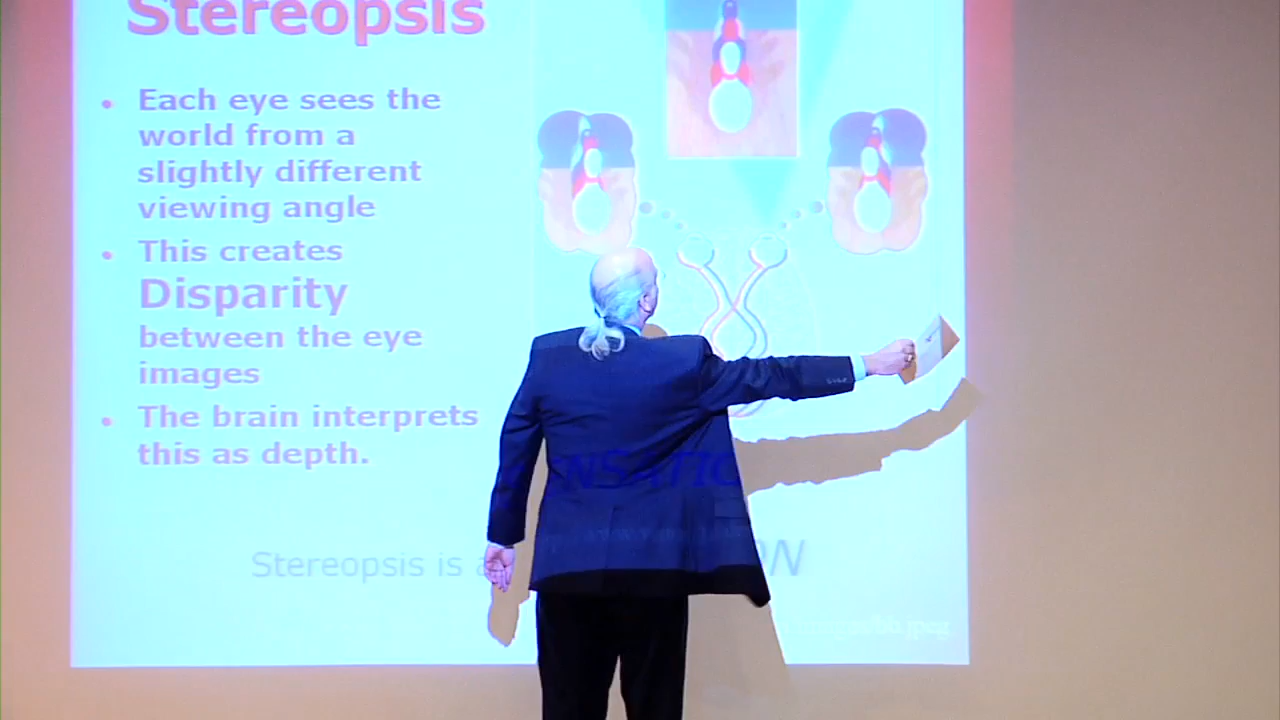 Stereopsis
• Each eye sees the
world from a
slightly different
viewing angle
• This creates
Disparity
between the eye
images
• The brain interprets
this as depth.
Stereopsis is a